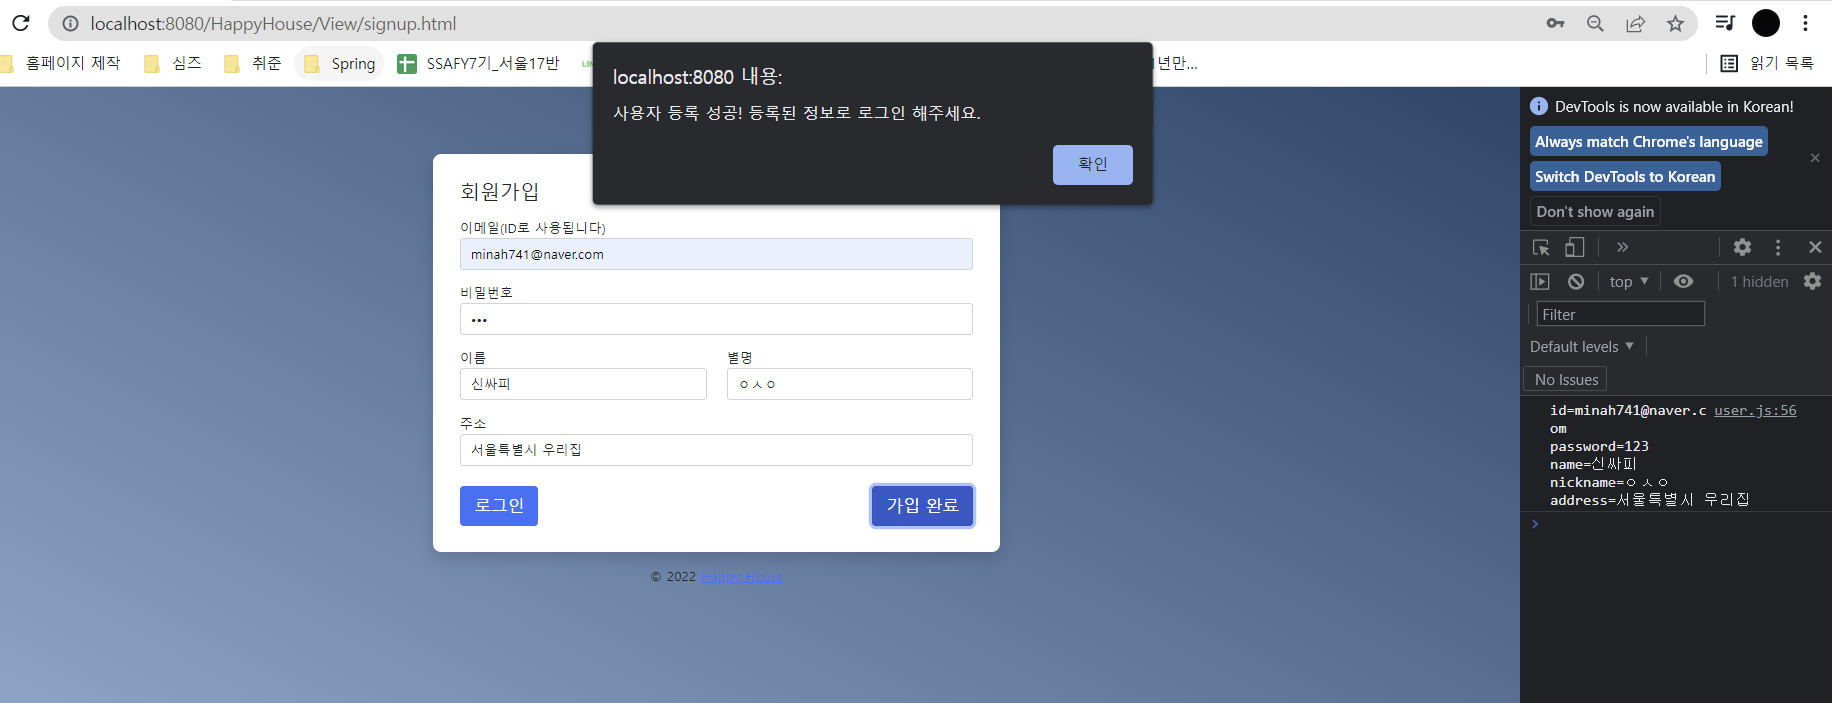 localhost:8080/HappyHouse/View/signup.html
홈페이지 제작 심즈 취준 Spring SSAFY7기_서울17반 년만... 읽기 목록
localhost:8080 내용:
사용자 등록 성공! 등록된 정보로 로그인 해주세요.
확인
회원가입
이메일(ID로 사용됩니다)
minah741@naver.com
비밀번호
•••
이름 별명
신싸피 ㅇㅅㅇ
주소
서울특별시 우리집
로그인 가입 완료
© 2022 Happy House
DevTools is now available in Korean!
Always match Chrome's language
Switch DevTools to Korean
Don't show again
top 1 hidden
Filter
Default levels
No Issues
id=minah741@naver.c user.js:56
om
password=123
name=신싸피
nickname=ㅇㅅㅇ
address=서울특별시 우리집